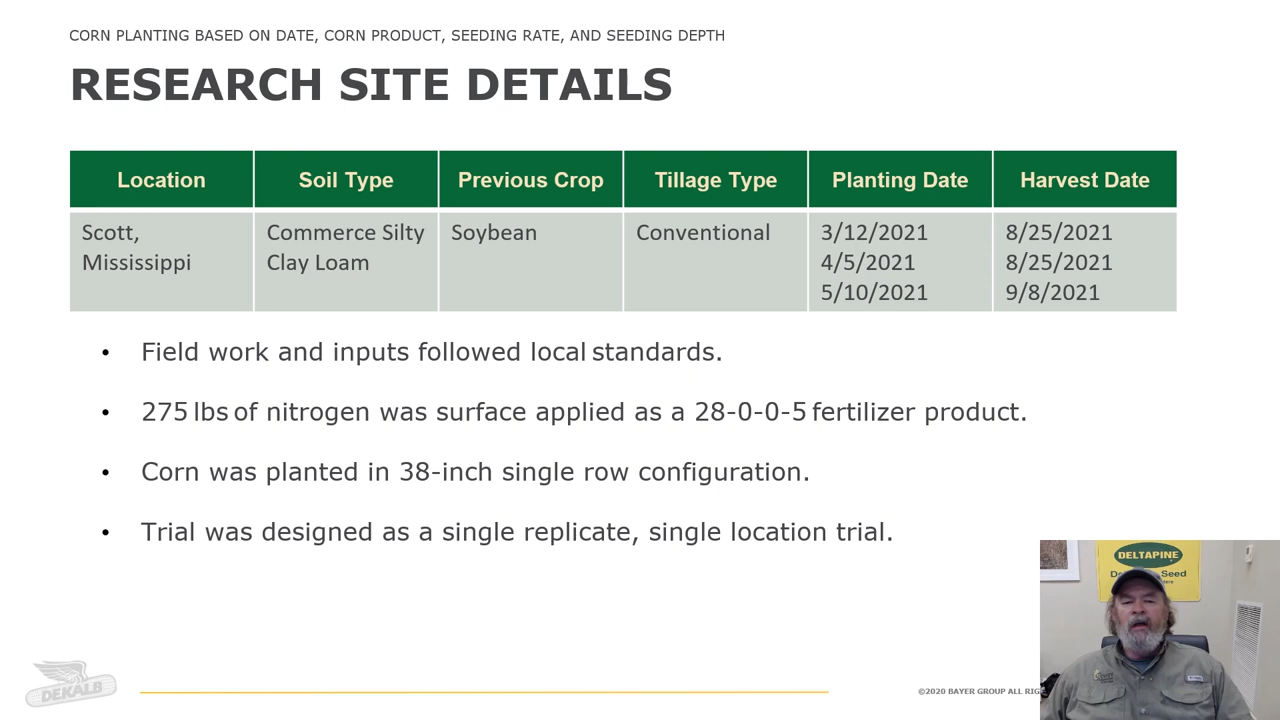 CORN PLANTING BASED ON DATE, CORN PRODUCT, SEEDING RATE, AND SEEDING DEPTH
RESEARCH SITE DETAILS
Location Soil Type Previous Crop Tillage Type Planting Date Harvest Date
Scott, Commerce Silty Soybean Conventional 3/12/2021 8/25/2021
Mississippi Clay Loam 4/5/2021 8/25/2021
5/10/2021 9/8/2021
• Field work and inputs followed local standards.
• 275 lbs of nitrogen was surface applied as a 28-0-0-5 fertilizer product.
• Corn was planted in 38-inch single row configuration.
• Trial was designed as a single replicate, single location trial.
DELTAPINE
Seed
DEKALB
©2020 BAYER GROUP ALL RIG